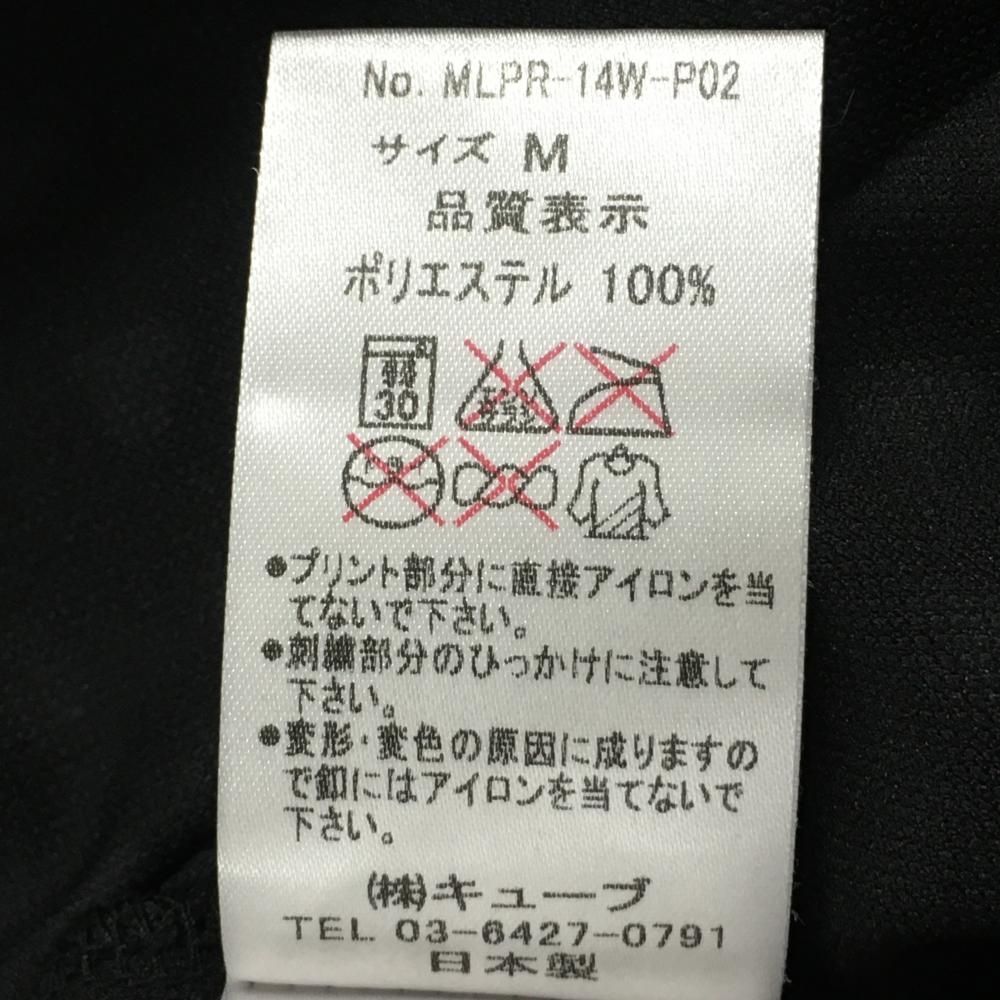 No. MLPR-14W-P02
サイズ M
品質表示
ポリエステル 100%
弱
30
●プリント部分に直接アイロンを当
てないで下さい。
●刺繍部分のひっかけに注意して
下さい。
●変形・変色の原因に成りますの
で釦にはアイロンを当てないで
下さい。
(株)キューブ
TEL 03-6427-0791
日本製